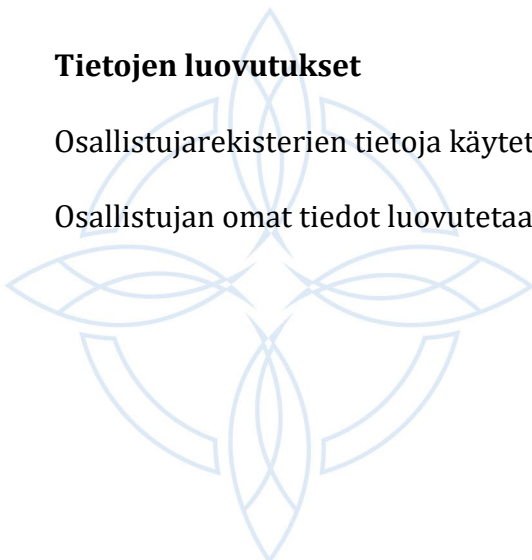 Tietojen luovutukset
Osallistujarekisterien tietoja käytet
Osallistujan omat tiedot luovutetaa